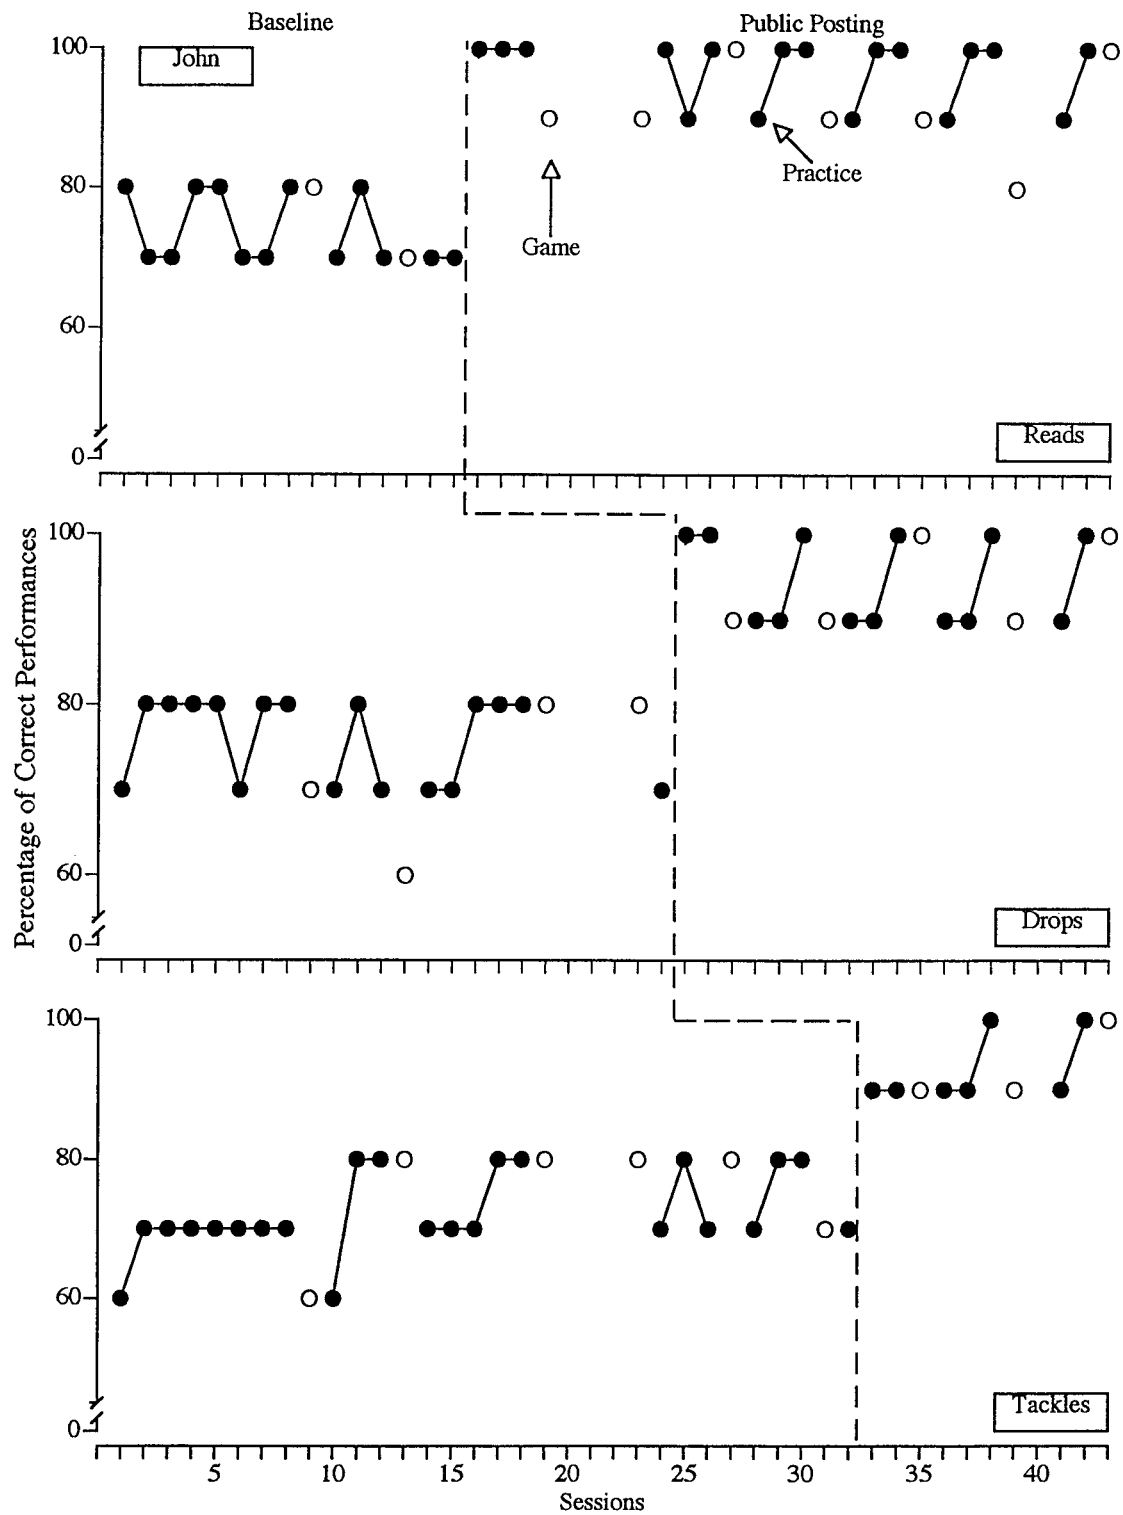 Baseline
Public Posting
100
John
80
60
0
Game
Practice
Reads
Percentage of Correct Performances
100
80
60
0
Drops
100
80
60
0
Tackles
5 10 15 20 25 30 35 40
Sessions